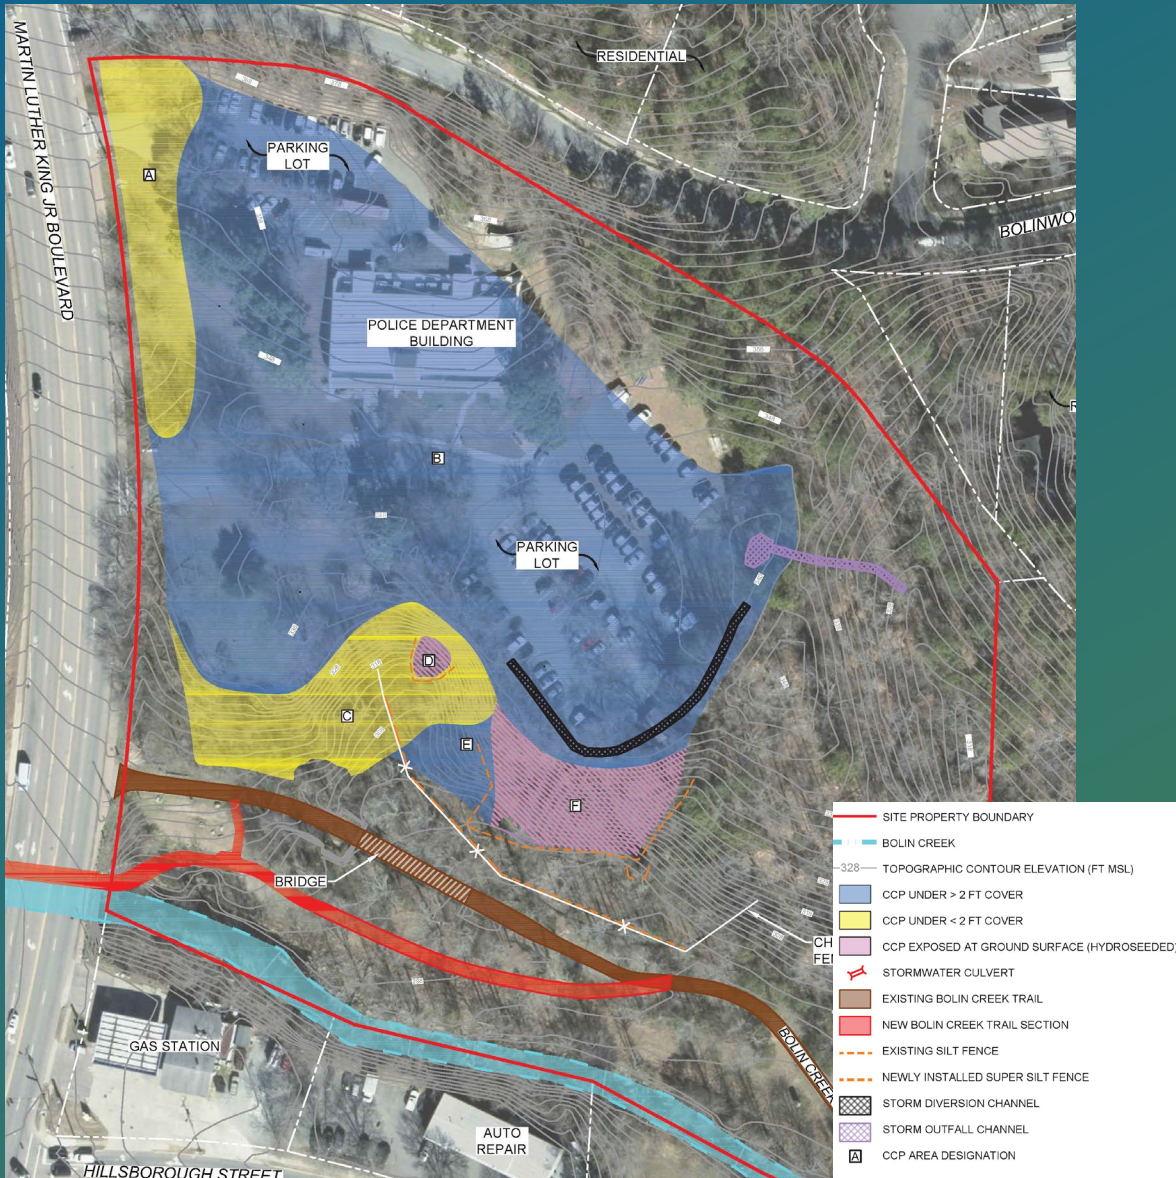 RESIDENTIAL
MARTIN LUTHER KING JR BOULEVARD
PARKING
LOT
A
BOLINWO
POLICE DEPARTMENT
BUILDING
B
PARKING
LOT
D
C
E
F
BRIDGE
CH
FE
GAS STATION
AUTO
REPAIR
HILLSBOROUGH STREET
BOLIN CREEK
SITE PROPERTY BOUNDARY
BOLIN CREEK
328 TOPOGRAPHIC CONTOUR ELEVATION (FT MSL)
CCP UNDER > 2 FT COVER
CCP UNDER < 2 FT COVER
CCP EXPOSED AT GROUND SURFACE (HYDROSEEDED)
STORMWATER CULVERT
EXISTING BOLIN CREEK TRAIL
NEW BOLIN CREEK TRAIL SECTION
EXISTING SILT FENCE
NEWLY INSTALLED SUPER SILT FENCE
STORM DIVERSION CHANNEL
STORM OUTFALL CHANNEL
A CCP AREA DESIGNATION